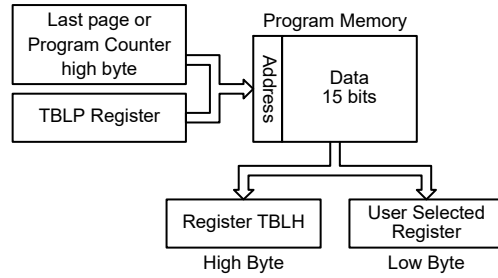 Last page or
Program Counter
high byte
TBLP Register
Program Memory
Address
Data
15 bits
Register TBLH
High Byte
User Selected
Register
Low Byte